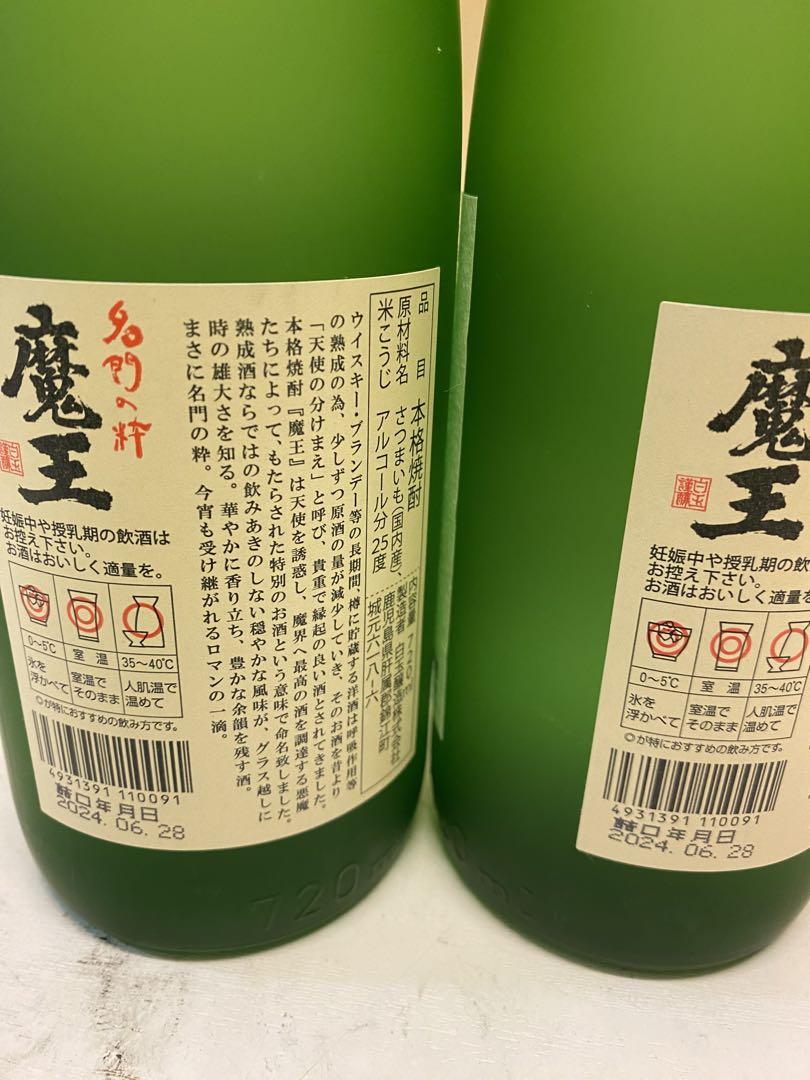 品目 本格焼酎
原材料名 さつまいも(国内産)
米こうじ アルコール分 25度
内容量 720ml
製造者 白玉醸造株式会社
鹿児島県肝属郡錦江町
城元六一八ー六
ウイスキー・ブランデー等の長期間、樽に貯蔵する洋酒は呼吸作用等
の熟成の為、少しずつ原酒の量が減少していき、そのお酒を昔より
「天使の分けまえ」と呼び、貴重で縁起の良い酒とされてきました。
本格焼酎『魔王』は天使を誘惑し、魔界へ最高の酒を調達する悪魔
たちによって、もたらされた特別のお酒という意味で命名致しました。
熟成酒ならではの飲みあきのしない穏やかな風味が、グラス越しに
時の雄大さを知る。華やかに香り立ち、豊かな余韻を残す酒。
まさに名門の粋。今宵も受け継がれるロマンの一滴。
名門の粋
魔王
白玉
謹醸
妊娠中や授乳期の飲酒は
お控え下さい。
お酒はおいしく適量を。
0〜5℃ 室温 35〜40℃
氷を
浮かべて
室温で
そのまま
人肌温で
温めて
◎が特におすすめの飲み方です。
4931391 110091
詰口年月日
2024. 06. 28
720ml
魔王
白玉
謹醸
妊娠中や授乳期の飲
お控え下さい。
お酒はおいしく適量を
0〜5℃ 室温 35〜40℃
氷を
浮かべて
室温で
そのまま
人肌温で
温めて
◎が特におすすめの飲み方です。
4931391 110091
詰口年月日
2024. 06. 28
0ml